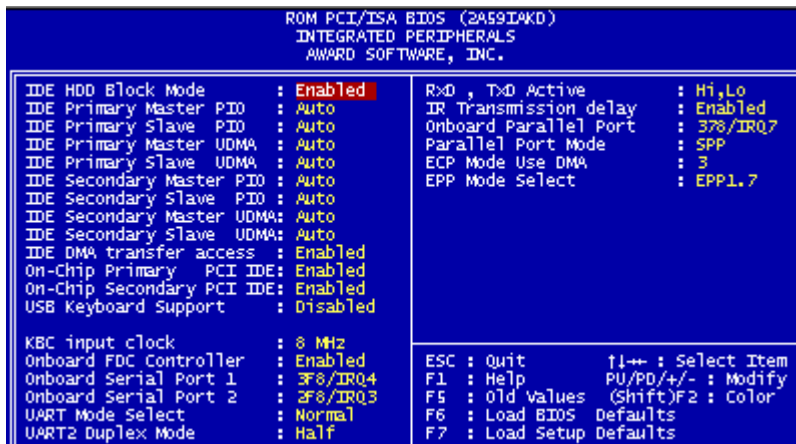 ROM PCI/ISA BIOS (2A59IAKD)
INTEGRATED PERIPHERALS
AWARD SOFTWARE, INC.
IDE HDD Block Mode : Enabled
IDE Primary Master PIO : Auto
IDE Primary Slave PIO : Auto
IDE Primary Master UDMA : Auto
IDE Primary Slave UDMA : Auto
IDE Secondary Master PIO : Auto
IDE Secondary Slave PIO : Auto
IDE Secondary Master UDMA: Auto
IDE Secondary Slave UDMA: Auto
IDE DMA transfer access : Enabled
On-Chip Primary PCI IDE: Enabled
On-Chip Secondary PCI IDE: Enabled
USB Keyboard Support : Disabled
KBC input clock : 8 MHz
Onboard FDC Controller : Enabled
Onboard Serial Port 1 : 3F8/IRQ4
Onboard Serial Port 2 : 2F8/IRQ3
UART Mode Select : Normal
UART2 Duplex Mode : Half
RxD , TxD Active : Hi,Lo
IR Transmission delay : Enabled
Onboard Parallel Port : 378/IRQ7
Parallel Port Mode : SPP
ECP Mode Use DMA : 3
EPP Mode Select : EPP1.7
ESC : Quit ↑↓→← : Select Item
F1 : Help PU/PD/+/- : Modify
F5 : Old Values (Shift)F2 : Color
F6 : Load BIOS Defaults
F7 : Load Setup Defaults